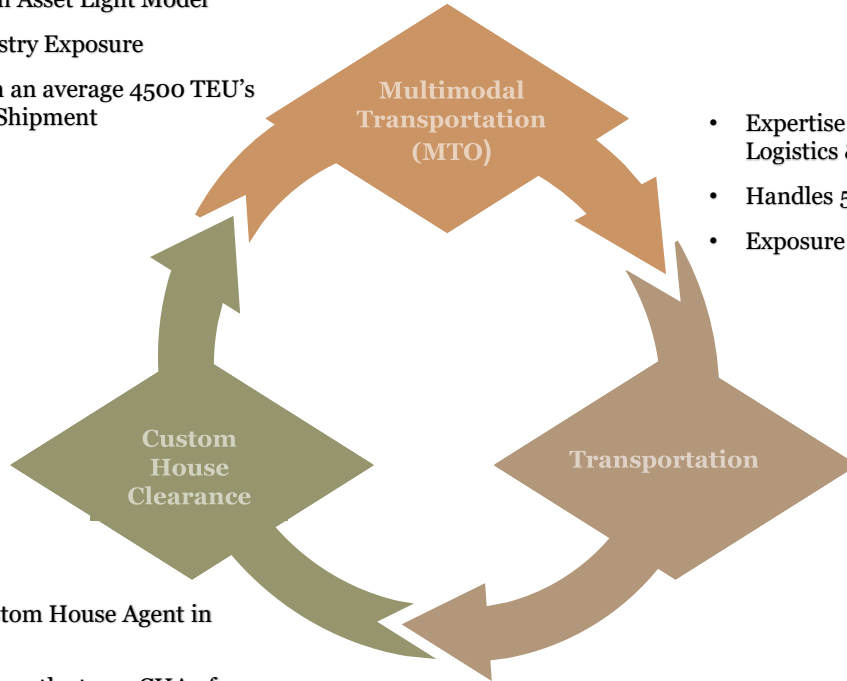 Asset Light Model
stry Exposure
an average 4500 TEU's
Shipment
Multimodal
Transportation
(MTO)
• Expertise
Logistics &
• Handles 5
• Exposure
Custom
House
Clearance
Transportation
tom House Agent in